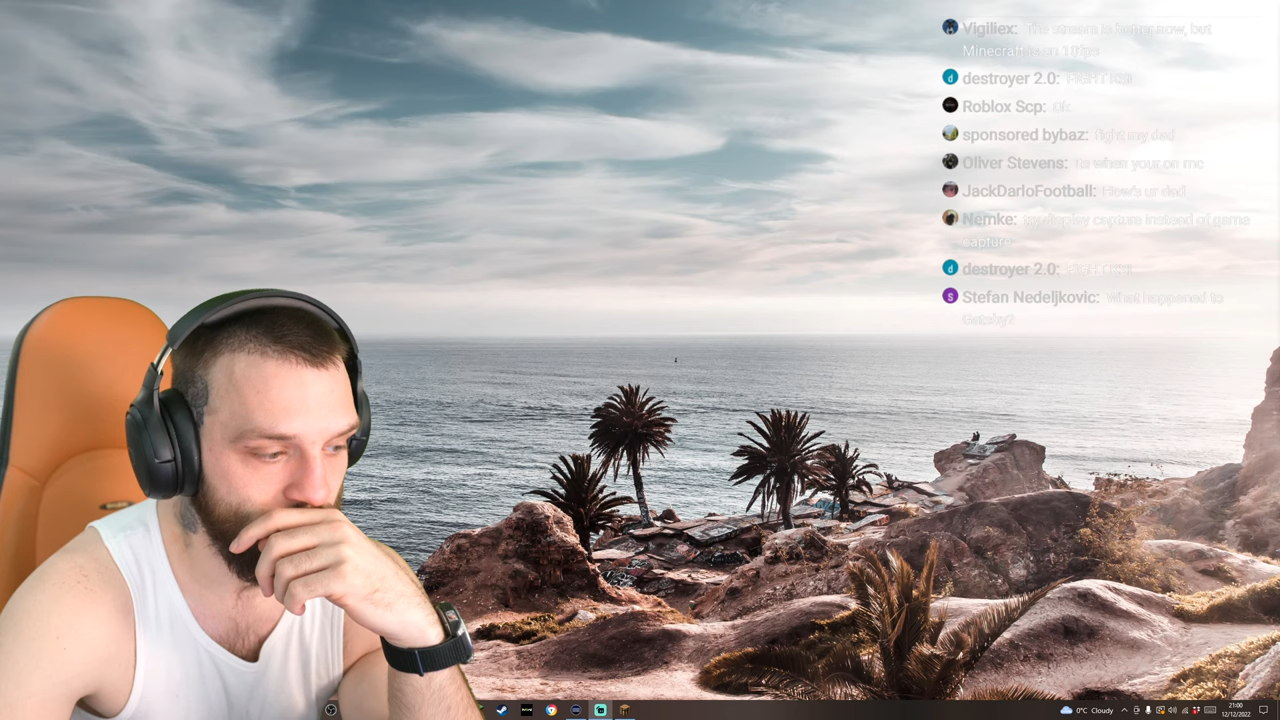 Vigiliex: The stream is better now, but
Minecraft is on 10fps
destroyer 2.0:
Roblox Scp:
sponsored bybaz: fight my dad
Oliver Stevens: is when your on mc
JackDarloFootball: How's ur dad
Nemke: try display capture instead of game
capture
destroyer 2.0:
S
Stefan Nedeljkovic: What happened to
Gatsby?
0°C Cloudy
21:00
12/12/2022